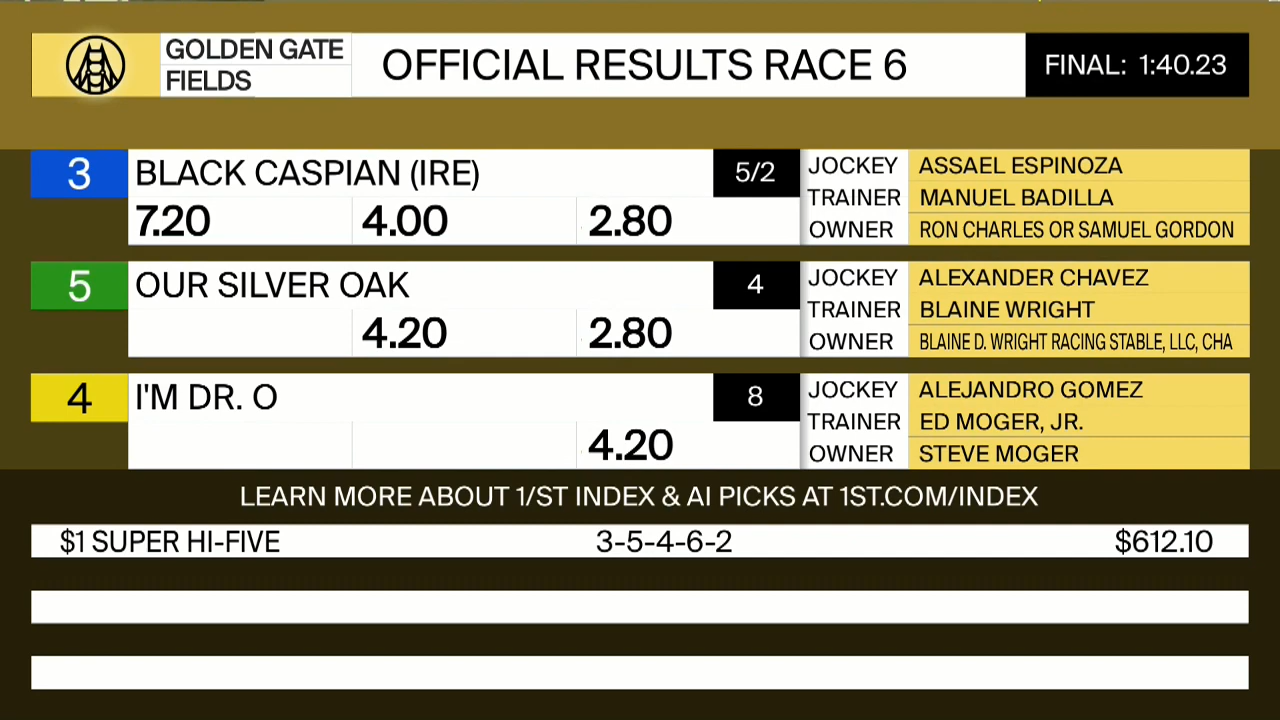 GOLDEN GATE
FIELDS
OFFICIAL RESULTS RACE 6
FINAL: 1:40.23
3
BLACK CASPIAN (IRE)
5/2
7.20
4.00
2.80
JOCKEY
ASSAEL ESPINOZA
TRAINER
MANUEL BADILLA
OWNER
RON CHARLES OR SAMUEL GORDON
5
OUR SILVER OAK
4
4.20
2.80
JOCKEY
ALEXANDER CHAVEZ
TRAINER
BLAINE WRIGHT
OWNER
BLAINE D. WRIGHT RACING STABLE, LLC, CHA
4
I'M DR. O
8
4.20
JOCKEY
ALEJANDRO GOMEZ
TRAINER
ED MOGER, JR.
OWNER
STEVE MOGER
LEARN MORE ABOUT 1/ST INDEX & AI PICKS AT 1ST.COM/INDEX
$1 SUPER HI-FIVE
3-5-4-6-2
$612.10